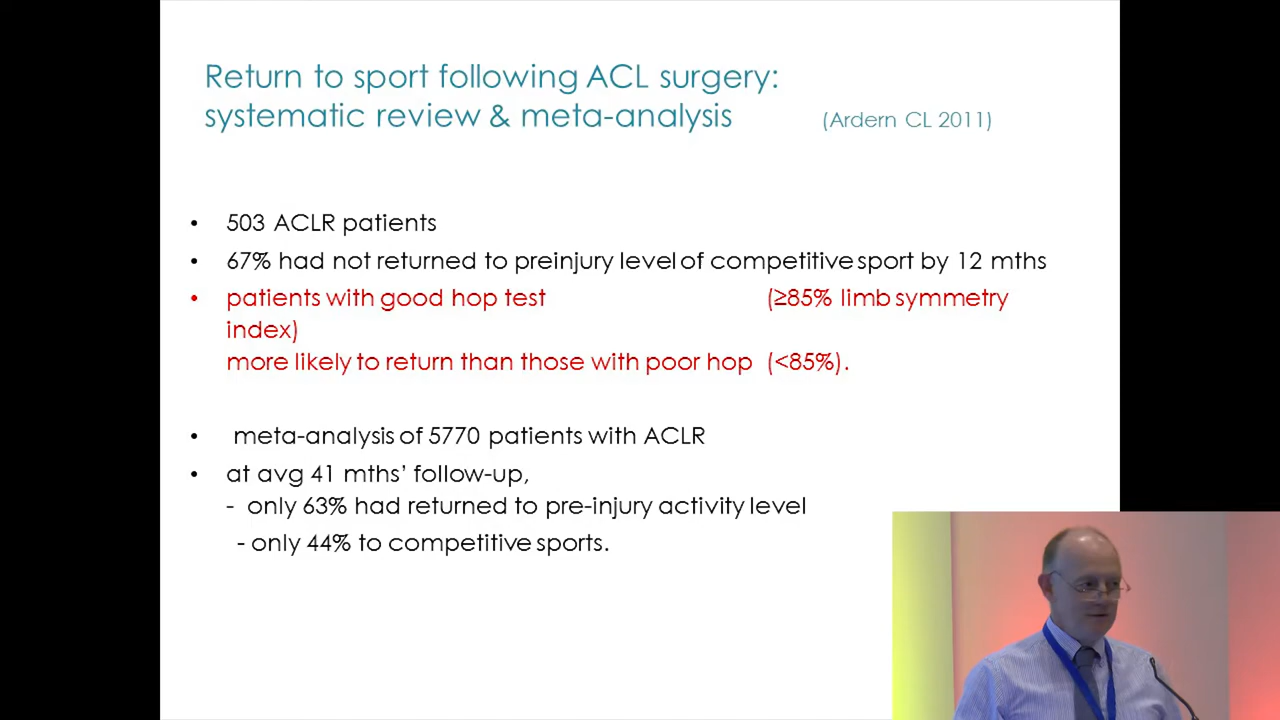 Return to sport following ACL surgery:
systematic review & meta-analysis (Ardern CL 2011)
• 503 ACLR patients
• 67% had not returned to preinjury level of competitive sport by 12 mths
• patients with good hop test (≥85% limb symmetry
index)
more likely to return than those with poor hop (<85%).
• meta-analysis of 5770 patients with ACLR
• at avg 41 mths’ follow-up,
- only 63% had returned to pre-injury activity level
- only 44% to competitive sports.